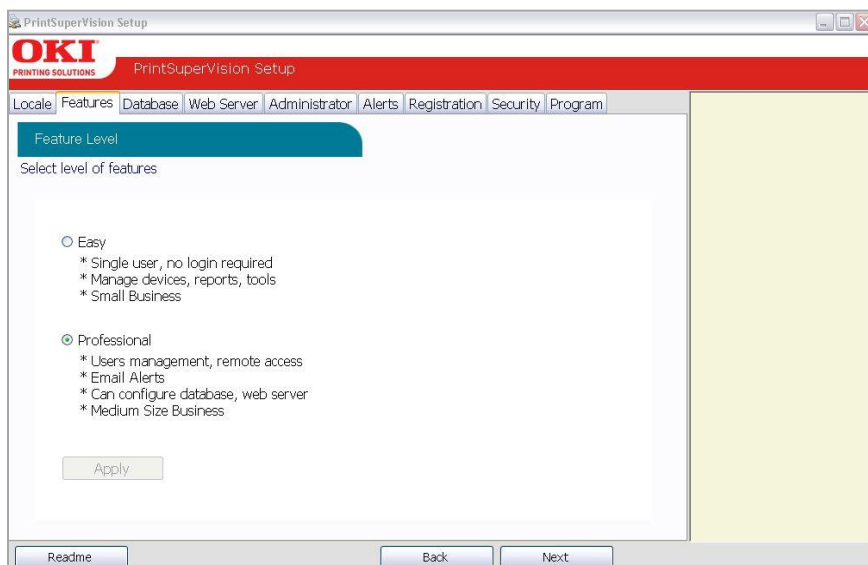 PrintSuperVision Setup
OKI
PRINTING SOLUTIONS
PrintSuperVision Setup
Locale Features Database Web Server Administrator Alerts Registration Security Program
Feature Level
Select level of features
Easy
* Single user, no login required
* Manage devices, reports, tools
* Small Business
Professional
* Users management, remote access
* Email Alerts
* Can configure database, web server
* Medium Size Business
Apply
Readme Back Next